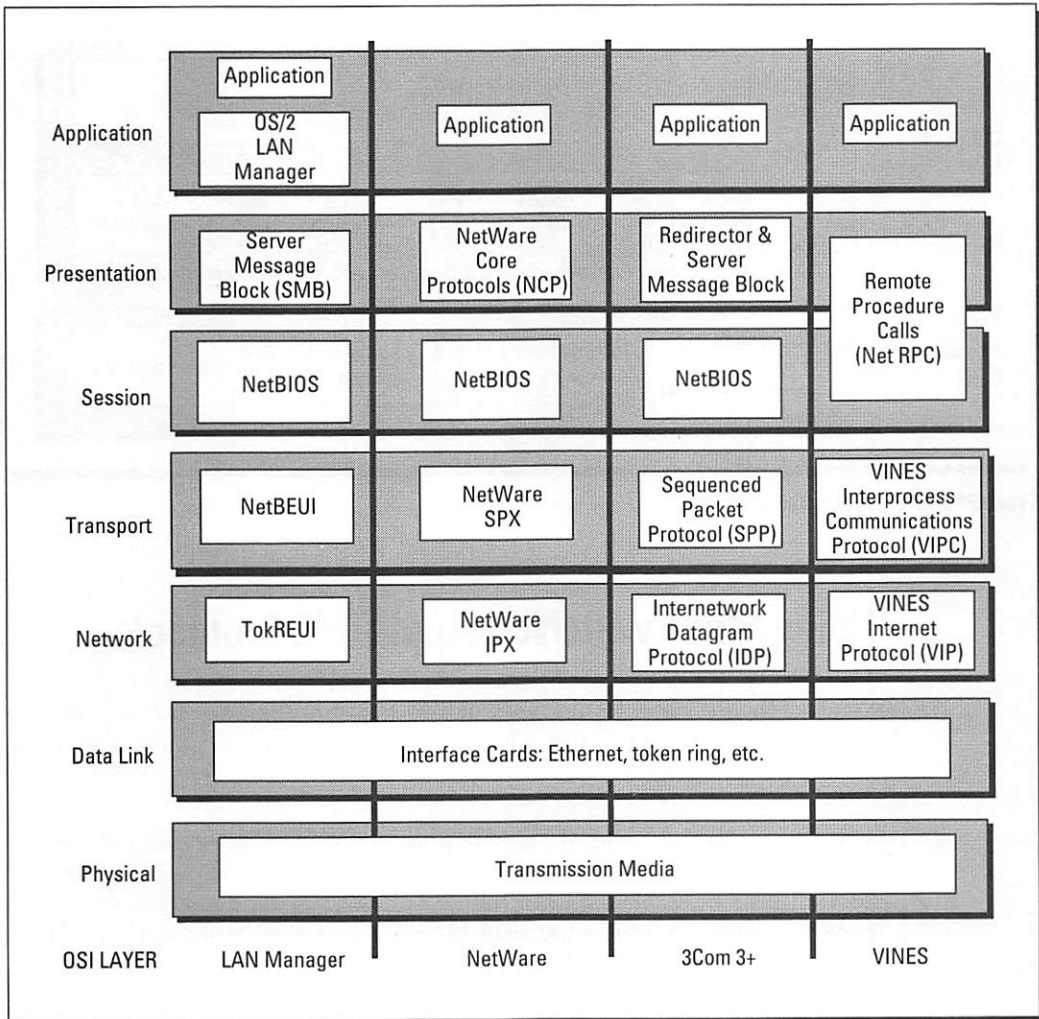 Application
Application
OS/2
LAN
Manager
Application
Application
Application
Presentation
Server
Message
Block (SMB)
NetWare
Core
Protocols (NCP)
Redirector &
Server
Message Block
Remote
Procedure
Calls
(Net RPC)
Session
NetBIOS
NetBIOS
NetBIOS
Transport
NetBEUI
NetWare
SPX
Sequenced
Packet
Protocol (SPP)
VINES
Interprocess
Communications
Protocol (VIPC)
Network
TokREUI
NetWare
IPX
Internetwork
Datagram
Protocol (IDP)
VINES
Internet
Protocol (VIP)
Data Link
Interface Cards: Ethernet, token ring, etc.
Physical
Transmission Media
OSI LAYER
LAN Manager
NetWare
3Com 3+
VINES